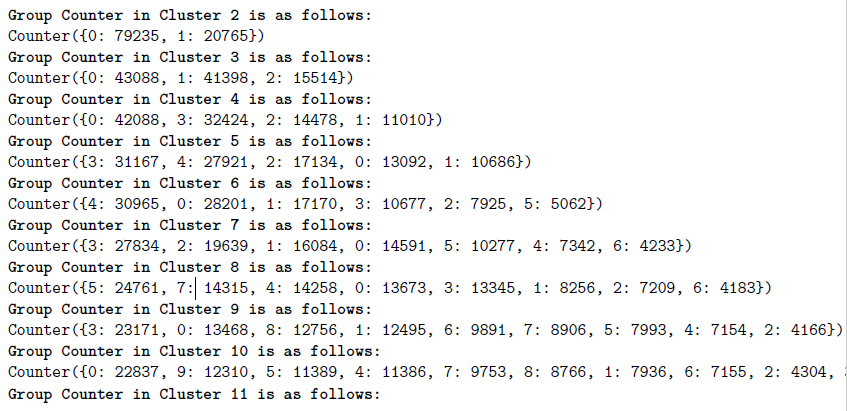 Group Counter in Cluster 2 is as follows:
Counter({0: 79235, 1: 20765})
Group Counter in Cluster 3 is as follows:
Counter({0: 43088, 1: 41398, 2: 15514})
Group Counter in Cluster 4 is as follows:
Counter({0: 42088, 3: 32424, 2: 14478, 1: 11010})
Group Counter in Cluster 5 is as follows:
Counter({3: 31167, 4: 27921, 2: 17134, 0: 13092, 1: 10686})
Group Counter in Cluster 6 is as follows:
Counter({4: 30965, 0: 28201, 1: 17170, 3: 10677, 2: 7925, 5: 5062})
Group Counter in Cluster 7 is as follows:
Counter({3: 27834, 2: 19639, 1: 16084, 0: 14591, 5: 10277, 4: 7342, 6: 4233})
Group Counter in Cluster 8 is as follows:
Counter({5: 24761, 7: 14315, 4: 14258, 0: 13673, 3: 13345, 1: 8256, 2: 7209, 6: 4183})
Group Counter in Cluster 9 is as follows:
Counter({3: 23171, 0: 13468, 8: 12756, 1: 12495, 6: 9891, 7: 8906, 5: 7993, 4: 7154, 2: 4166})
Group Counter in Cluster 10 is as follows:
Counter({0: 22837, 9: 12310, 5: 11389, 4: 11386, 7: 9753, 8: 8766, 1: 7936, 6: 7155, 2: 4304,
Group Counter in Cluster 11 is as follows: